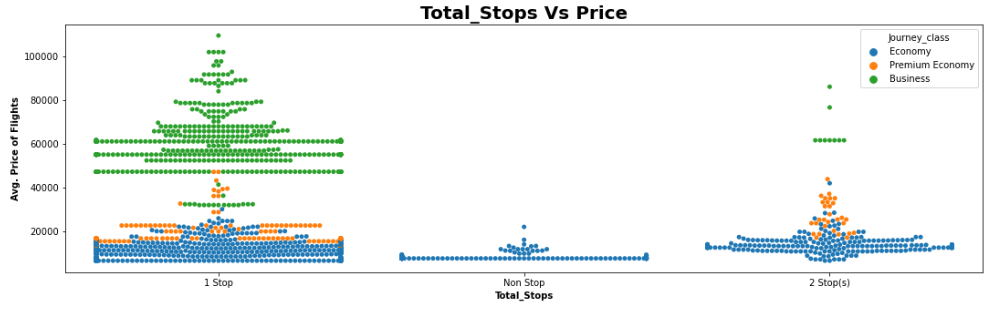 Total_Stops Vs Price
Journey_class
Economy
Premium Economy
Business
Avg. Price of Flights
100000
80000
60000
40000
20000
1 Stop
Non Stop
2 Stop(s)
Total_Stops